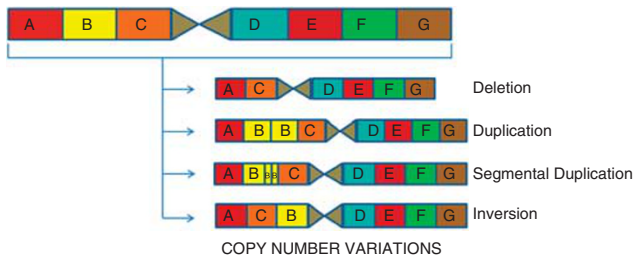 A B C D E F G
A C D E F G Deletion
A B B C D E F G Duplication
A B B B C D E F G Segmental Duplication
A C B D E F G Inversion
COPY NUMBER VARIATIONS